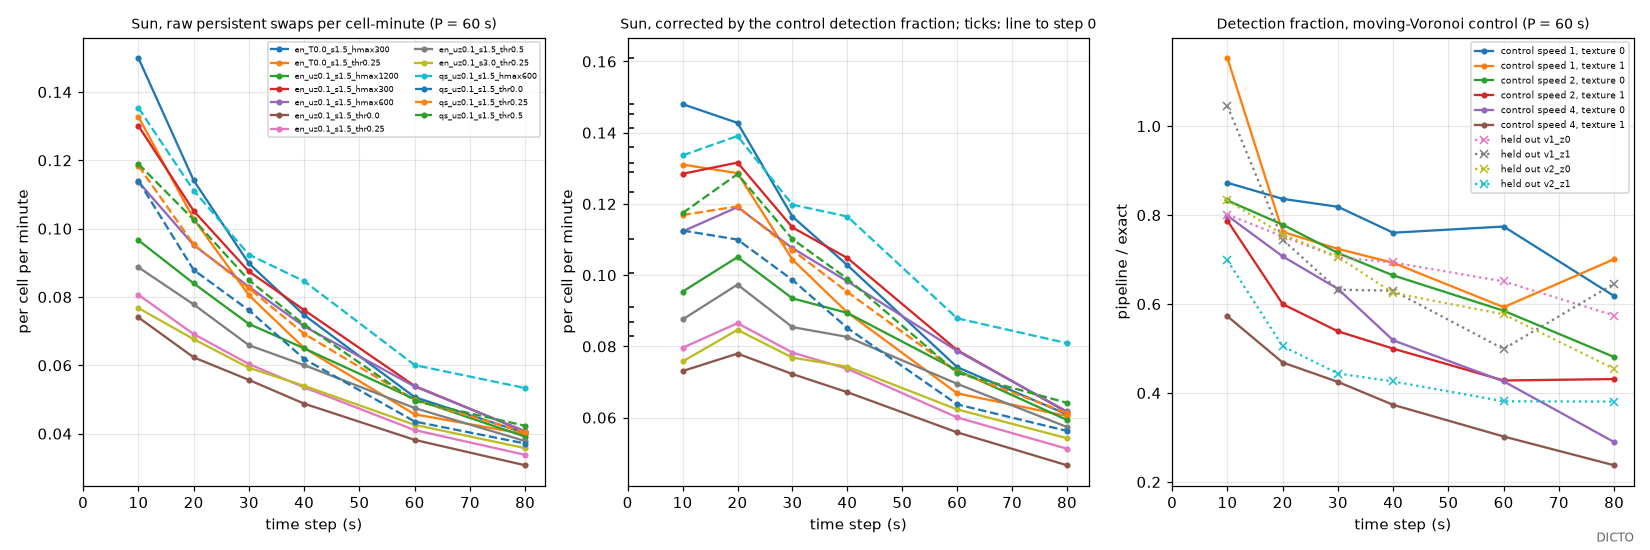 Sun, raw persistent swaps per cell-minute (P = 60 s)
per cell per minute
0.14
0.12
0.10
0.08
0.06
0.04
en_T0.0_s1.5_hmax300
en_T0.0_s1.5_thr0.25
en_uz0.1_s1.5_hmax1200
en_uz0.1_s1.5_hmax300
en_uz0.1_s1.5_hmax600
en_uz0.1_s1.5_thr0.0
en_uz0.1_s1.5_thr0.25
en_uz0.1_s1.5_thr0.5
en_uz0.1_s3.0_thr0.25
qs_uz0.1_s1.5_hmax600
qs_uz0.1_s1.5_thr0.0
qs_uz0.1_s1.5_thr0.25
qs_uz0.1_s1.5_thr0.5
0 10 20 30 40 50 60 70 80
time step (s)
Sun, corrected by the control detection fraction; ticks: line to step 0
per cell per minute
0.16
0.14
0.12
0.10
0.08
0.06
0 10 20 30 40 50 60 70 80
time step (s)
Detection fraction, moving-Voronoi control (P = 60 s)
pipeline / exact
1.0
0.8
0.6
0.4
0.2
control speed 1, texture 0
control speed 1, texture 1
control speed 2, texture 0
control speed 2, texture 1
control speed 4, texture 0
control speed 4, texture 1
held out v1_z0
held out v1_z1
held out v2_z0
held out v2_z1
0 10 20 30 40 50 60 70 80
time step (s)
DICTO